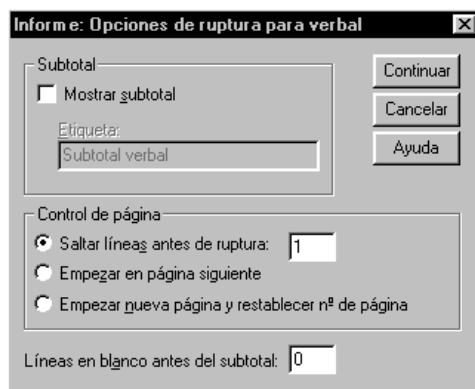 Informe: Opciones de ruptura para verbal
Subtotal
Mostrar subtotal
Etiqueta:
Subtotal verbal
Continuar
Cancelar
Ayuda
Control de página
Saltar líneas antes de ruptura: 1
Empezar en página siguiente
Empezar nueva página y restablecer nº de página
Líneas en blanco antes del subtotal: 0